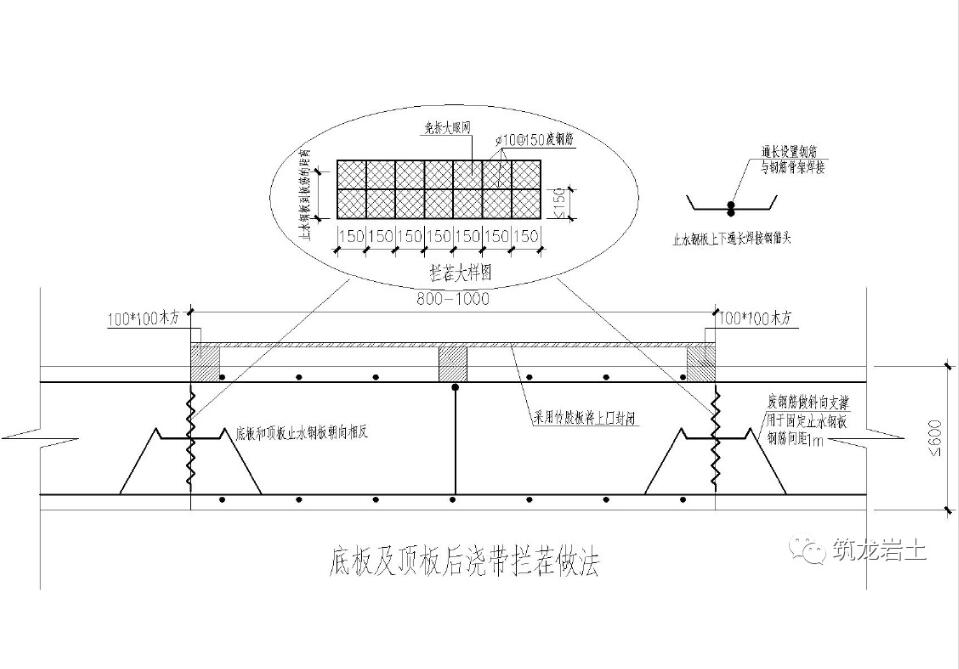 免拆大眼网
φ10@150废钢筋
止水钢板到板筋的距离
≤150
150 150 150 150 150 150 150
拦茬大样图
通长设置钢筋
与钢筋骨架焊接
止水钢板上下通长焊接钢筋头
800-1000
100*100木方
100*100木方
底板和顶板止水钢板朝向相反
采用竹胶板将上口封闭
废钢筋做斜向支撑
用于固定止水钢板
钢筋间距1m
≤600
底板及顶板后浇带拦茬做法
筑龙岩土